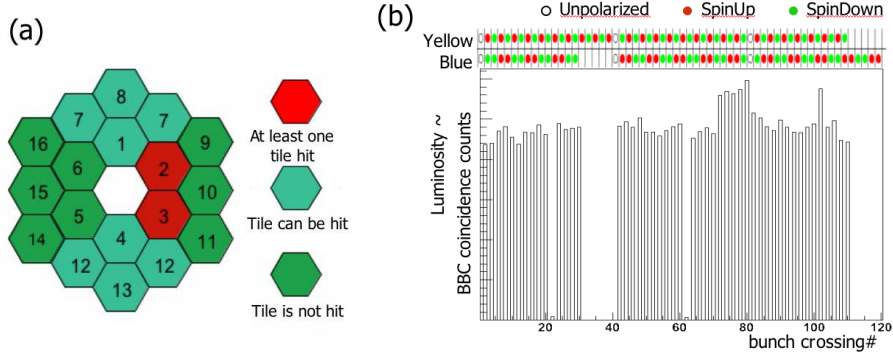 (a)
8
7
7
1
16
9
6
2
15
10
5
3
14
11
4
12
12
13
At least one
tile hit
Tile can be hit
Tile is not hit
(b)
Unpolarized
SpinUp
SpinDown
Yellow
Blue
Luminosity ~
BBC coincidence counts
20
40
60
80
100
120
bunch crossing#